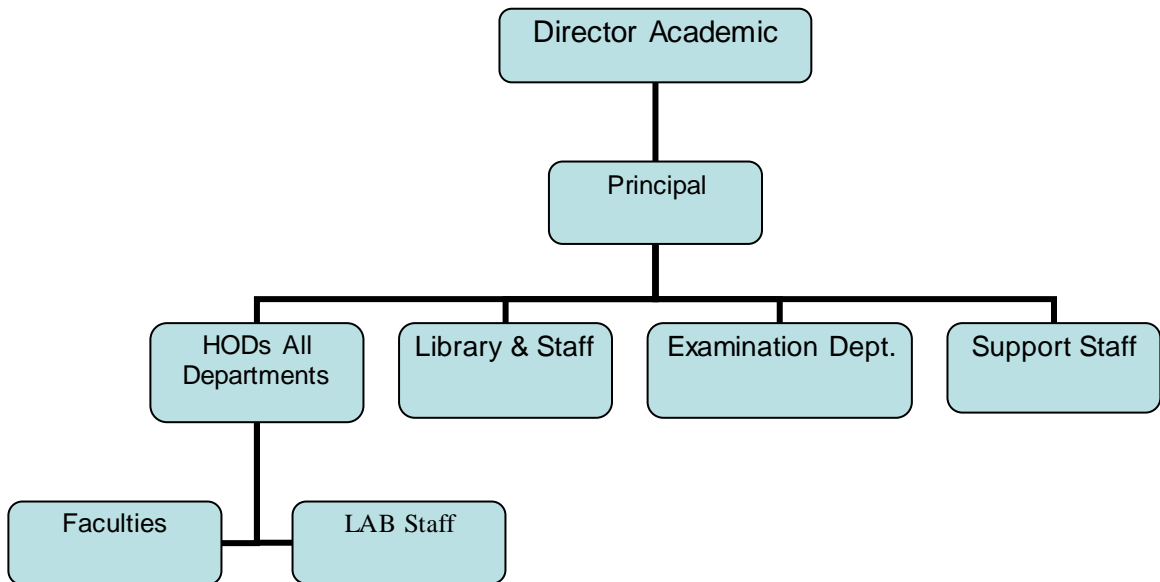 Director Academic
Principal
HODs All
Departments
Library & Staff
Examination Dept.
Support Staff
Faculties
LAB Staff